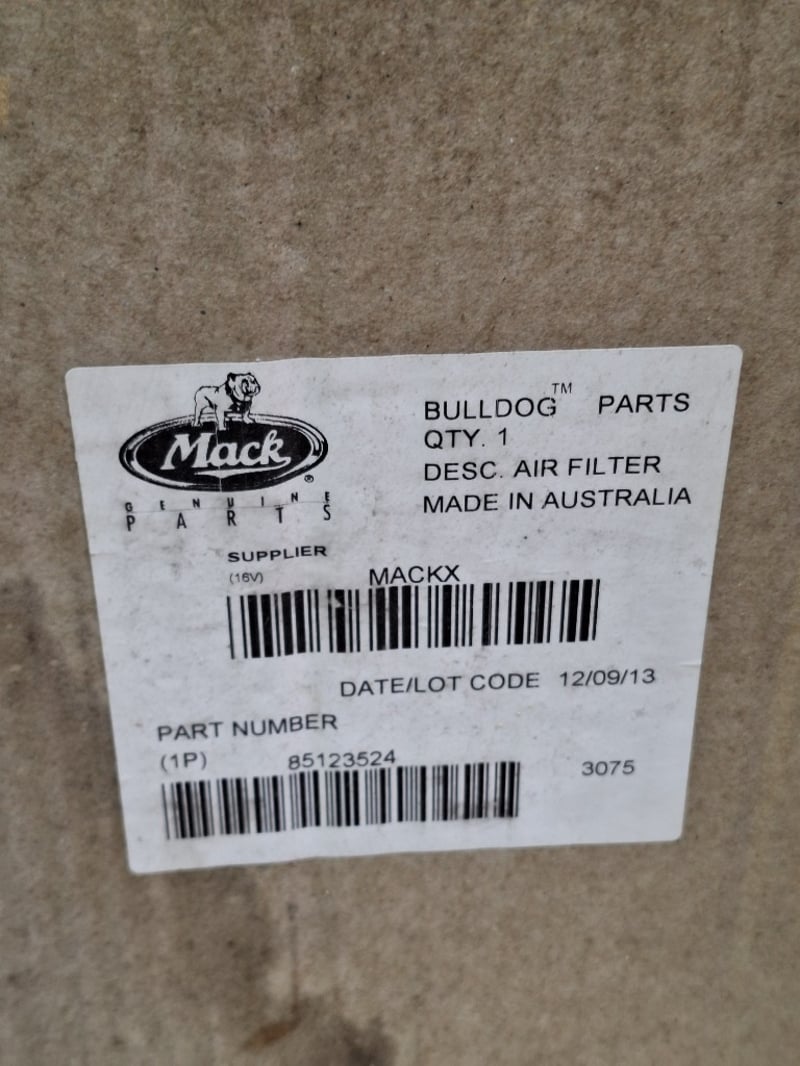 Mack
®
GENUINE
PARTS
BULLDOG™ PARTS
QTY. 1
DESC. AIR FILTER
MADE IN AUSTRALIA
SUPPLIER
(16V) MACKX
DATE/LOT CODE 12/09/13
PART NUMBER
(1P) 85123524
3075